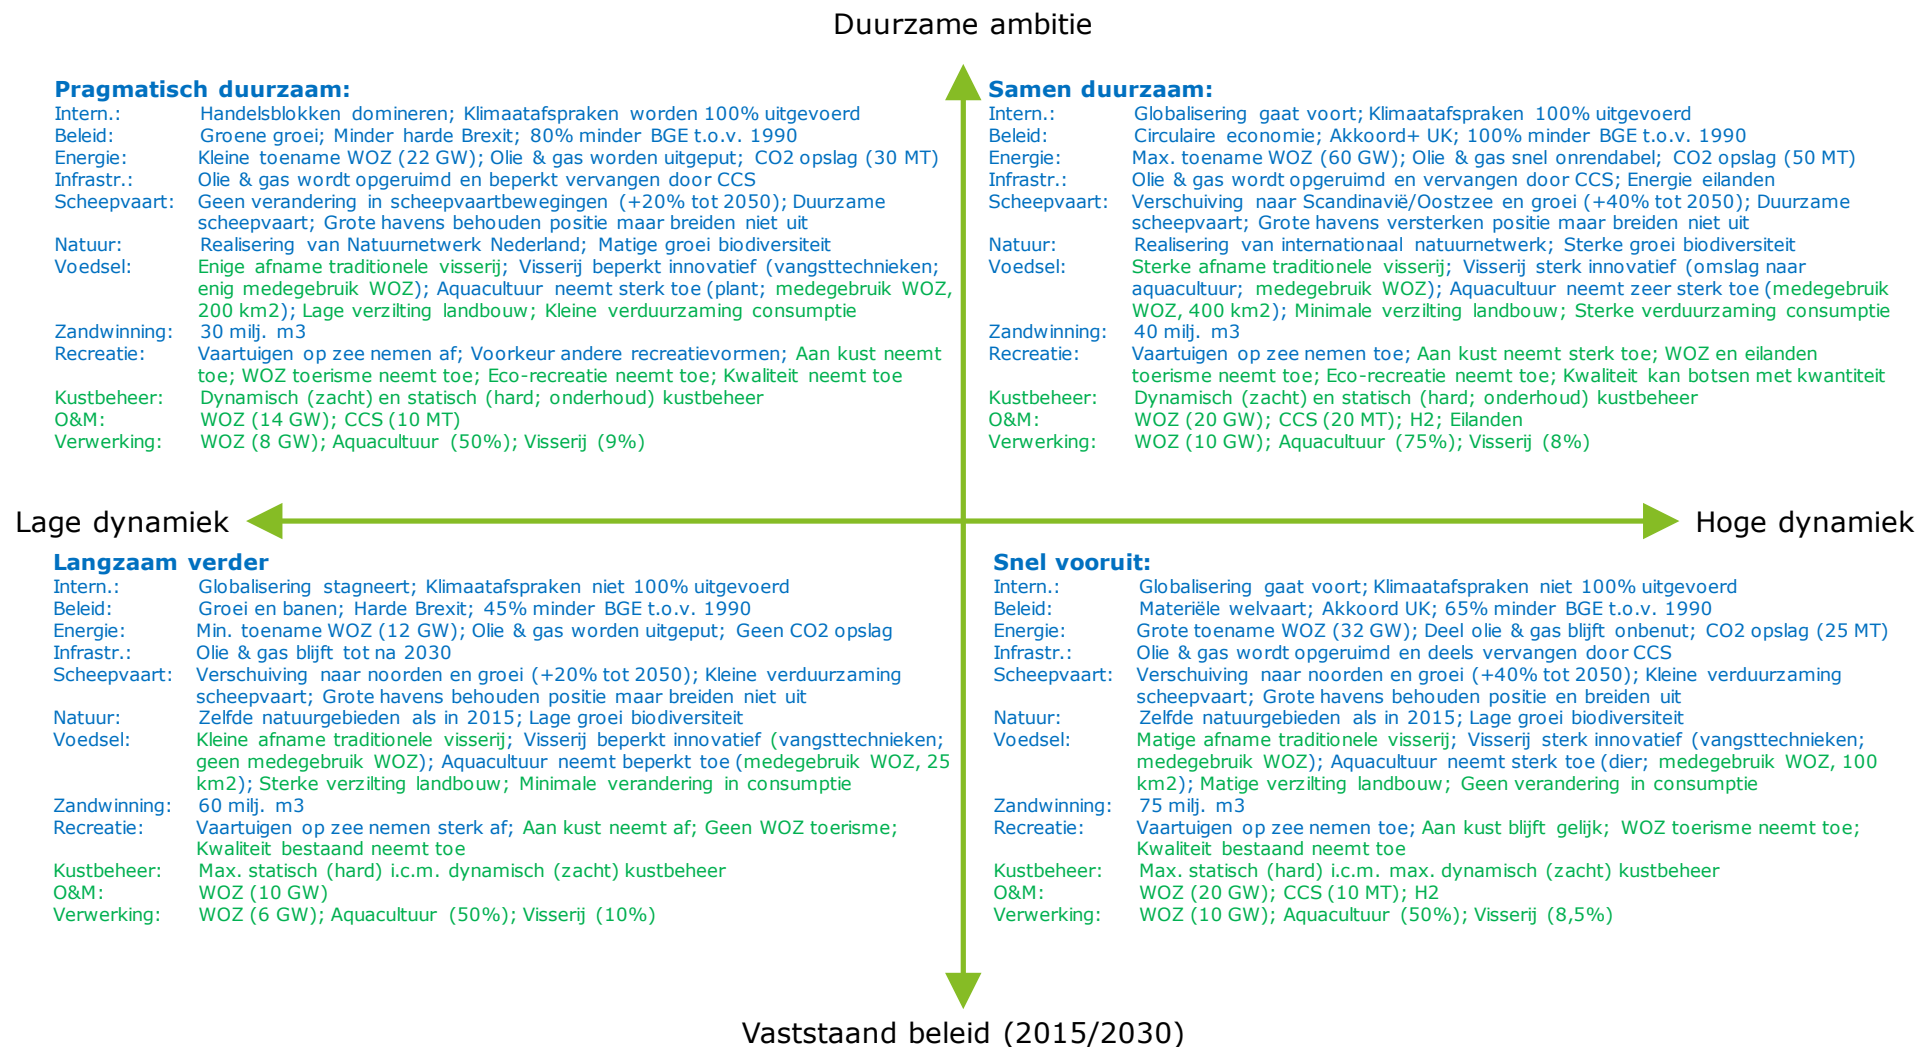 Duurzame ambitie
Pragmatisch duurzaam:
Intern.: Handelsblokken domineren; Klimaatafspraken worden 100% uitgevoerd
Beleid: Groene groei; Minder harde Brexit; 80% minder BGE t.o.v. 1990
Energie: Kleine toename WOZ (22 GW); Olie & gas worden uitgeput; CO2 opslag (30 MT)
Infrastr.: Olie & gas wordt opgeruimd en beperkt vervangen door CCS
Scheepvaart: Geen verandering in scheepvaartbewegingen (+20% tot 2050); Duurzame
scheepvaart; Grote havens behouden positie maar breiden niet uit
Natuur: Realisering van Natuurnetwerk Nederland; Matige groei biodiversiteit
Voedsel: Enige afname traditionele visserij; Visserij beperkt innovatief (vangsttechnieken;
enig medegebruik WOZ); Aquacultuur neemt sterk toe (plant; medegebruik WOZ,
200 km2); Lage verzilting landbouw; Kleine verduurzaming consumptie
Zandwinning: 30 milj. m3
Recreatie: Vaartuigen op zee nemen af; Voorkeur andere recreatievormen; Aan kust neemt
toe; WOZ toerisme neemt toe; Eco-recreatie neemt toe; Kwaliteit neemt toe
Kustbeheer: Dynamisch (zacht) en statisch (hard; onderhoud) kustbeheer
O&M: WOZ (14 GW); CCS (10 MT)
Verwerking: WOZ (8 GW); Aquacultuur (50%); Visserij (9%)
Samen duurzaam:
Intern.: Globalisering gaat voort; Klimaatafspraken 100% uitgevoerd
Beleid: Circulaire economie; Akkoord+ UK; 100% minder BGE t.o.v. 1990
Energie: Max. toename WOZ (60 GW); Olie & gas snel onrendabel; CO2 opslag (50 MT)
Infrastr.: Olie & gas wordt opgeruimd en vervangen door CCS; Energie eilanden
Scheepvaart: Verschuiving naar Scandinavië/Oostzee en groei (+40% tot 2050); Duurzame
scheepvaart; Grote havens versterken positie maar breiden niet uit
Natuur: Realisering van internationaal natuurnetwerk; Sterke groei biodiversiteit
Voedsel: Sterke afname traditionele visserij; Visserij sterk innovatief (omslag naar
aquacultuur; medegebruik WOZ); Aquacultuur neemt zeer sterk toe (medegebruik
WOZ, 400 km2); Minimale verzilting landbouw; Sterke verduurzaming consumptie
Zandwinning: 40 milj. m3
Recreatie: Vaartuigen op zee nemen toe; Aan kust neemt sterk toe; WOZ en eilanden
toerisme neemt toe; Eco-recreatie neemt toe; Kwaliteit kan botsen met kwantiteit
Kustbeheer: Dynamisch (zacht) en statisch (hard; onderhoud) kustbeheer
O&M: WOZ (20 GW); CCS (20 MT); H2; Eilanden
Verwerking: WOZ (10 GW); Aquacultuur (75%); Visserij (8%)
Lage dynamiek
Hoge dynamiek
Langzaam verder
Intern.: Globalisering stagneert; Klimaatafspraken niet 100% uitgevoerd
Beleid: Groei en banen; Harde Brexit; 45% minder BGE t.o.v. 1990
Energie: Min. toename WOZ (12 GW); Olie & gas worden uitgeput; Geen CO2 opslag
Infrastr.: Olie & gas blijft tot na 2030
Scheepvaart: Verschuiving naar noorden en groei (+20% tot 2050); Kleine verduurzaming
scheepvaart; Grote havens behouden positie maar breiden niet uit
Natuur: Zelfde natuurgebieden als in 2015; Lage groei biodiversiteit
Voedsel: Kleine afname traditionele visserij; Visserij beperkt innovatief (vangsttechnieken;
geen medegebruik WOZ); Aquacultuur neemt beperkt toe (medegebruik WOZ, 25
km2); Sterke verzilting landbouw; Minimale verandering in consumptie
Zandwinning: 60 milj. m3
Recreatie: Vaartuigen op zee nemen sterk af; Aan kust neemt af; Geen WOZ toerisme;
Kwaliteit bestaand neemt toe
Kustbeheer: Max. statisch (hard) i.c.m. dynamisch (zacht) kustbeheer
O&M: WOZ (10 GW)
Verwerking: WOZ (6 GW); Aquacultuur (50%); Visserij (10%)
Snel vooruit:
Intern.: Globalisering gaat voort; Klimaatafspraken niet 100% uitgevoerd
Beleid: Materiële welvaart; Akkoord UK; 65% minder BGE t.o.v. 1990
Energie: Grote toename WOZ (32 GW); Deel olie & gas blijft onbenut; CO2 opslag (25 MT)
Infrastr.: Olie & gas wordt opgeruimd en deels vervangen door CCS
Scheepvaart: Verschuiving naar noorden en groei (+40% tot 2050); Kleine verduurzaming
scheepvaart; Grote havens behouden positie en breiden uit
Natuur: Zelfde natuurgebieden als in 2015; Lage groei biodiversiteit
Voedsel: Matige afname traditionele visserij; Visserij sterk innovatief (vangsttechnieken;
medegebruik WOZ); Aquacultuur neemt sterk toe (dier; medegebruik WOZ, 100
km2); Matige verzilting landbouw; Geen verandering in consumptie
Zandwinning: 75 milj. m3
Recreatie: Vaartuigen op zee nemen toe; Aan kust blijft gelijk; WOZ toerisme neemt toe;
Kwaliteit bestaand neemt toe
Kustbeheer: Max. statisch (hard) i.c.m. max. dynamisch (zacht) kustbeheer
O&M: WOZ (20 GW); CCS (10 MT); H2
Verwerking: WOZ (10 GW); Aquacultuur (50%); Visserij (8,5%)
Vaststaand beleid (2015/2030)